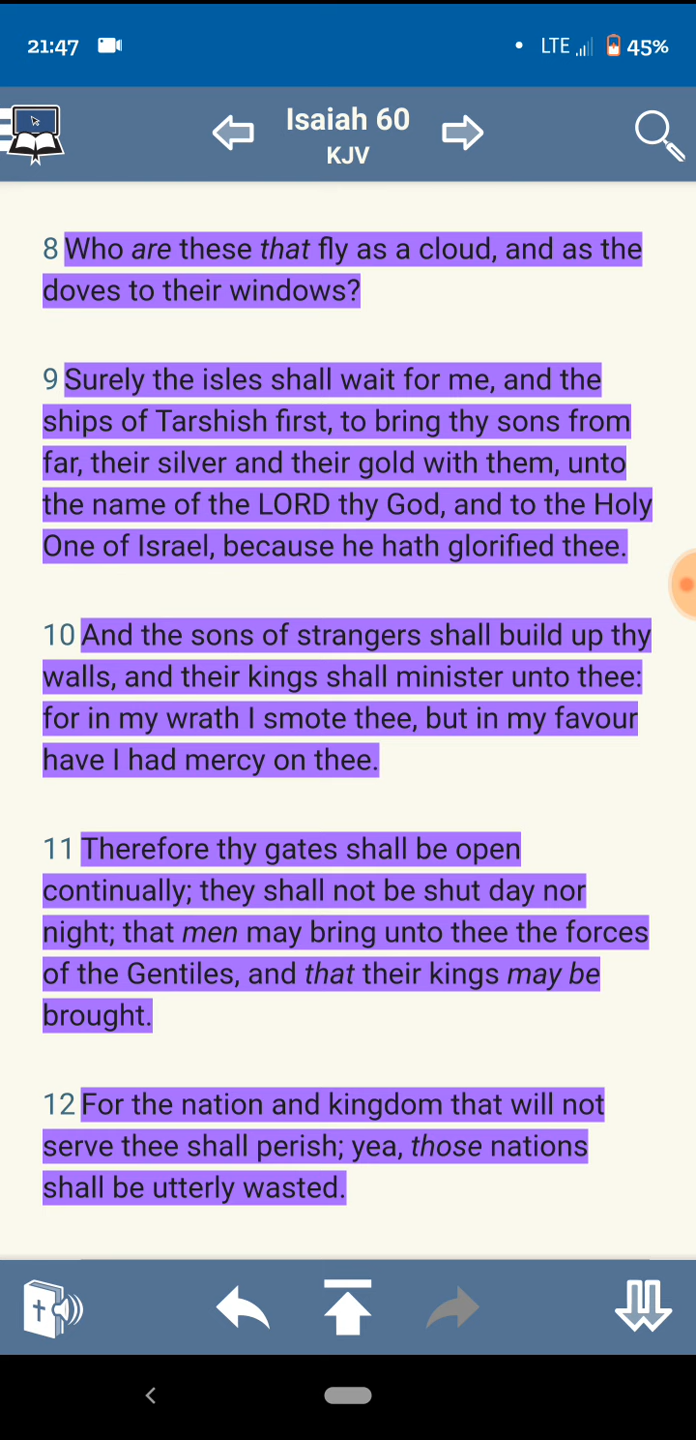 21:47 LTE 45%
Isaiah 60
KJV
8 Who are these that fly as a cloud, and as the
doves to their windows?
9 Surely the isles shall wait for me, and the
ships of Tarshish first, to bring thy sons from
far, their silver and their gold with them, unto
the name of the LORD thy God, and to the Holy
One of Israel, because he hath glorified thee.
10 And the sons of strangers shall build up thy
walls, and their kings shall minister unto thee:
for in my wrath I smote thee, but in my favour
have I had mercy on thee.
11 Therefore thy gates shall be open
continually; they shall not be shut day nor
night; that men may bring unto thee the forces
of the Gentiles, and that their kings may be
brought.
12 For the nation and kingdom that will not
serve thee shall perish; yea, those nations
shall be utterly wasted.